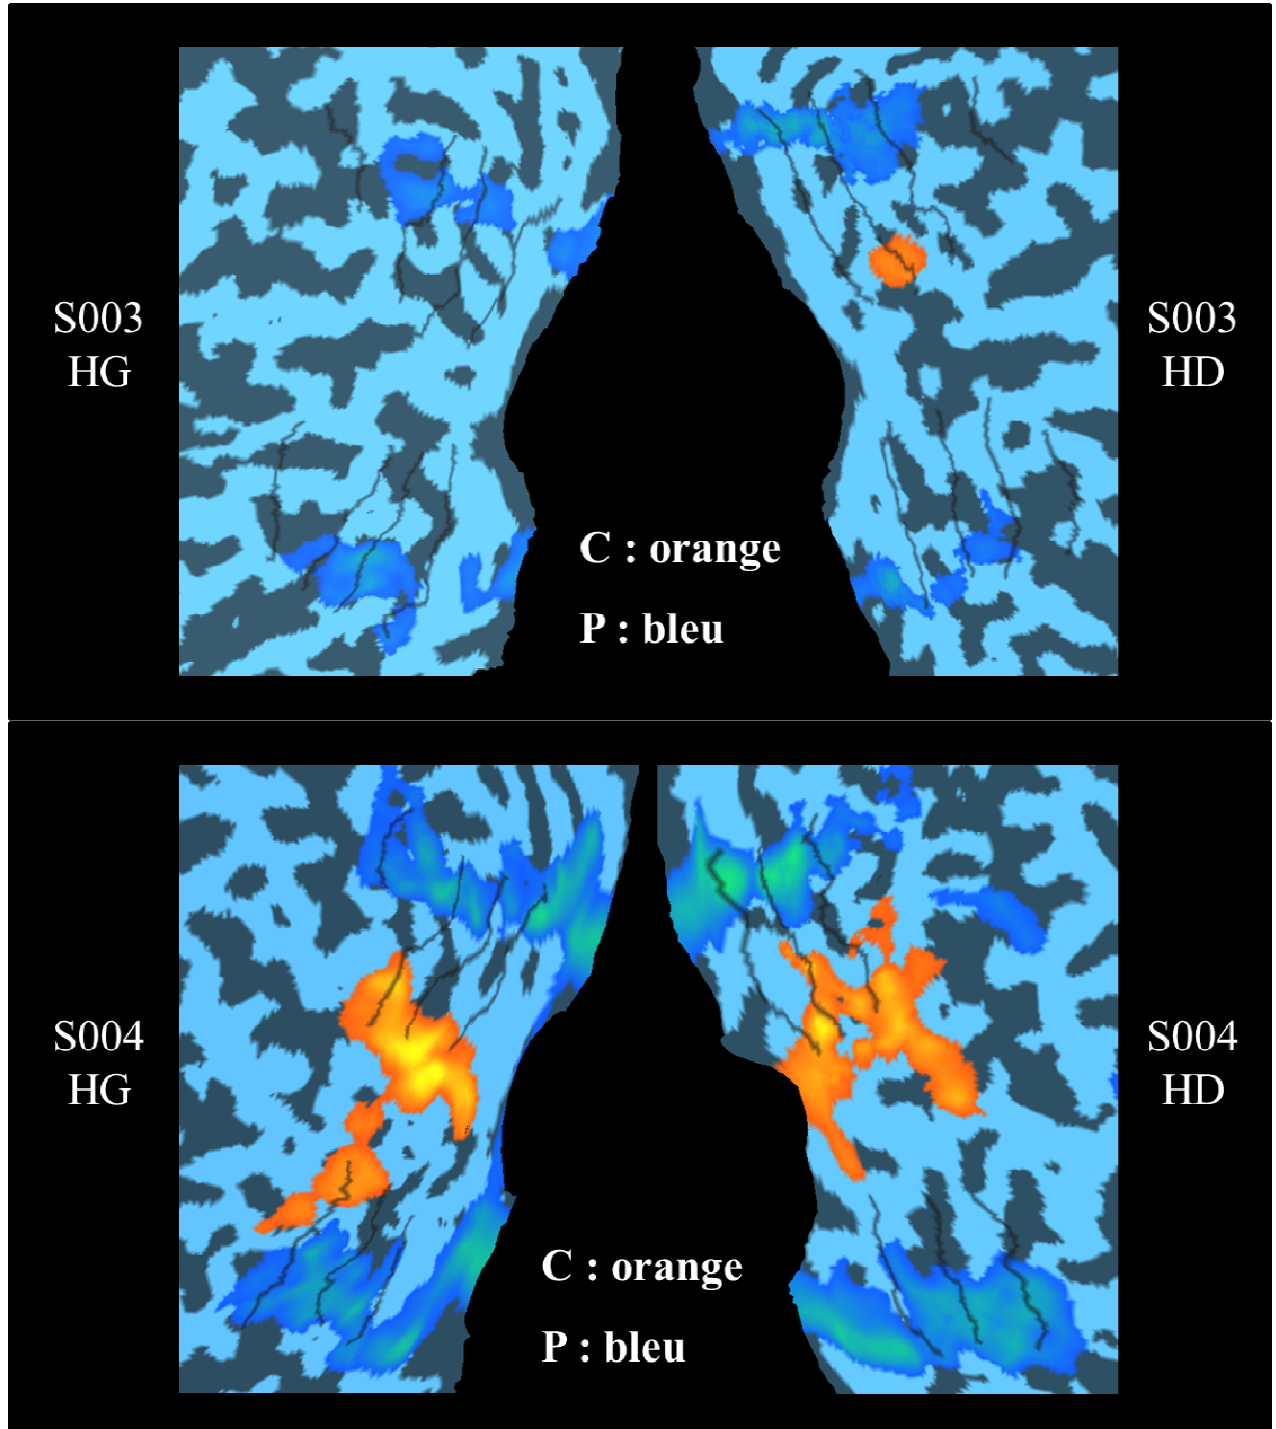 S003
HG
S003
HD
C : orange
P : bleu
S004
HG
S004
HD
C : orange
P : bleu